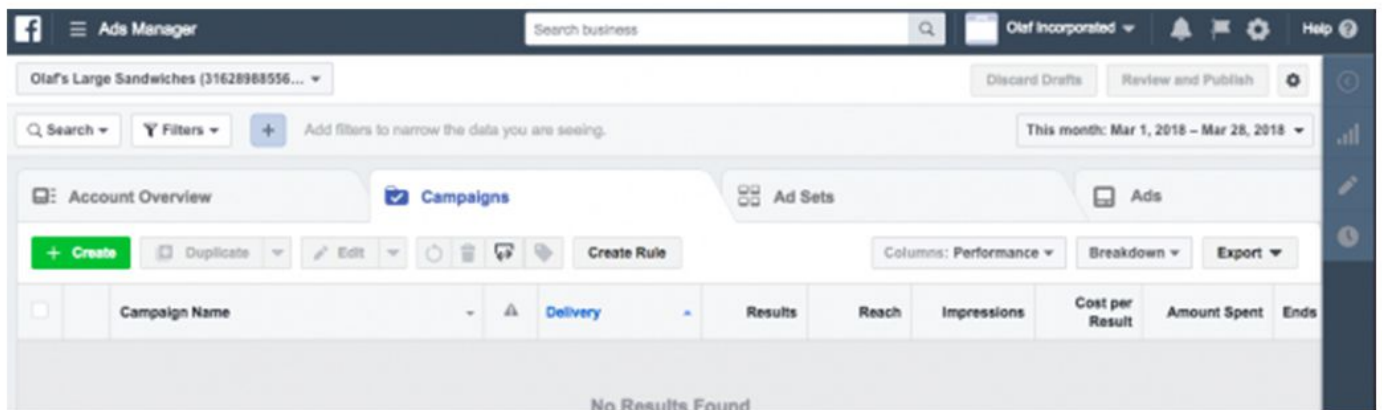 f Ads Manager Search business Olaf Incorporated Help
Olaf's Large Sandwiches (31628988556... Discard Drafts Review and Publish
Search Filters + Add filters to narrow the data you are seeing. This month: Mar 1, 2018 – Mar 28, 2018
Account Overview Campaigns Ad Sets Ads
+ Create Duplicate Edit Create Rule Columns: Performance Breakdown Export
Campaign Name Delivery Results Reach Impressions Cost per Result Amount Spent Ends
No Results Found